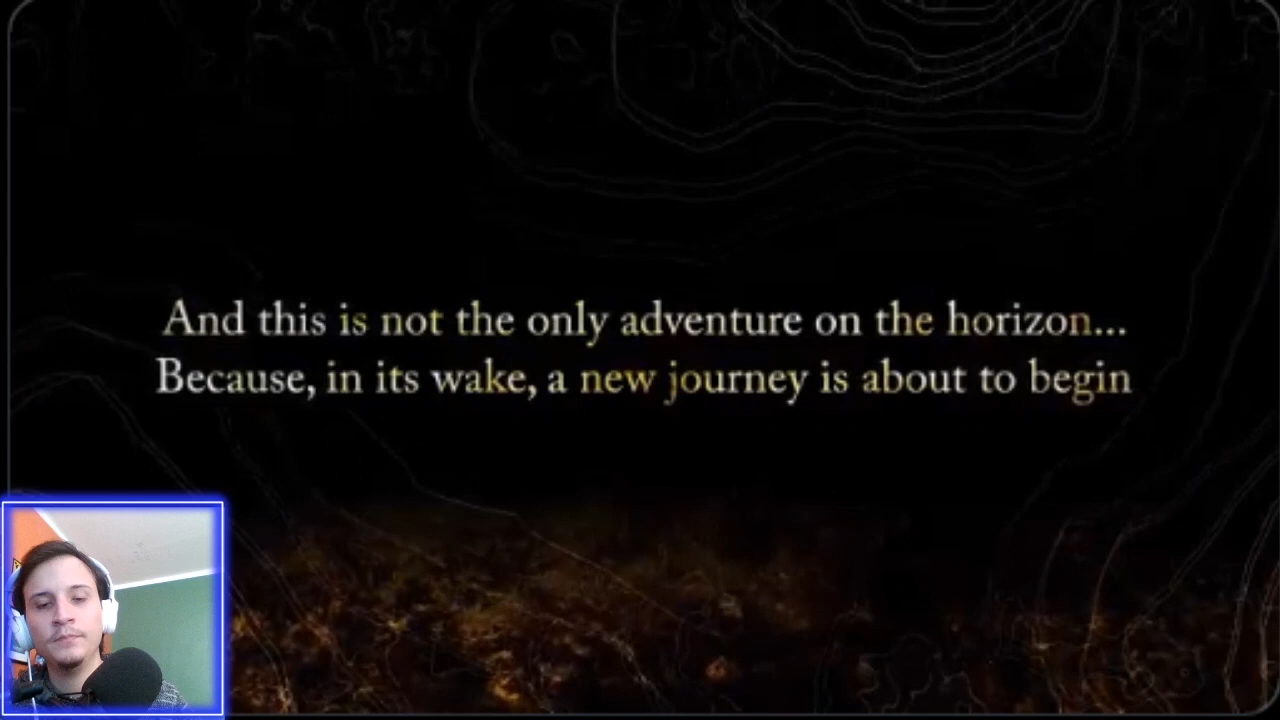 And this is not the only adventure on the horizon...
Because, in its wake, a new journey is about to begin